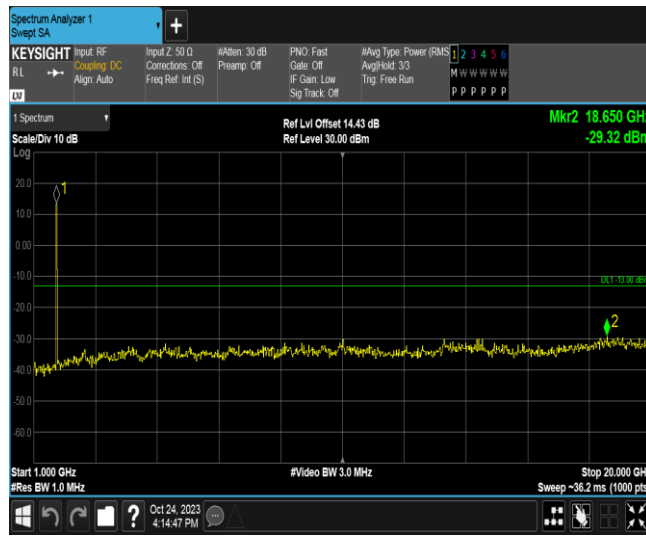 Spectrum Analyzer 1
Swept SA
+
KEYSIGHT
RL
LXI
Input: RF
Coupling: DC
Align: Auto
Input Z: 50 Ω
Corrections: Off
Freq Ref: Int (S)
#Atten: 30 dB
Preamp: Off
PNO: Fast
Gate: Off
IF Gain: Low
Sig Track: Off
#Avg Type: Power (RMS
Avg|Hold: 3/3
Trig: Free Run
1 2 3 4 5 6
M W W W W W
P P P P P P
1 Spectrum
Scale/Div 10 dB
Log
Ref Lvl Offset 14.43 dB
Ref Level 30.00 dBm
Mkr2 18.650 GHz
-29.32 dBm
20.0
1
10.0
0.00
-10.0
DL1 -13.00 dBm
-20.0
2
-30.0
-40.0
-50.0
-60.0
Start 1.000 GHz
#Res BW 1.0 MHz
#Video BW 3.0 MHz
Stop 20.000 GH
Sweep ~36.2 ms (1000 pts
?
Oct 24, 2023
4:14:47 PM